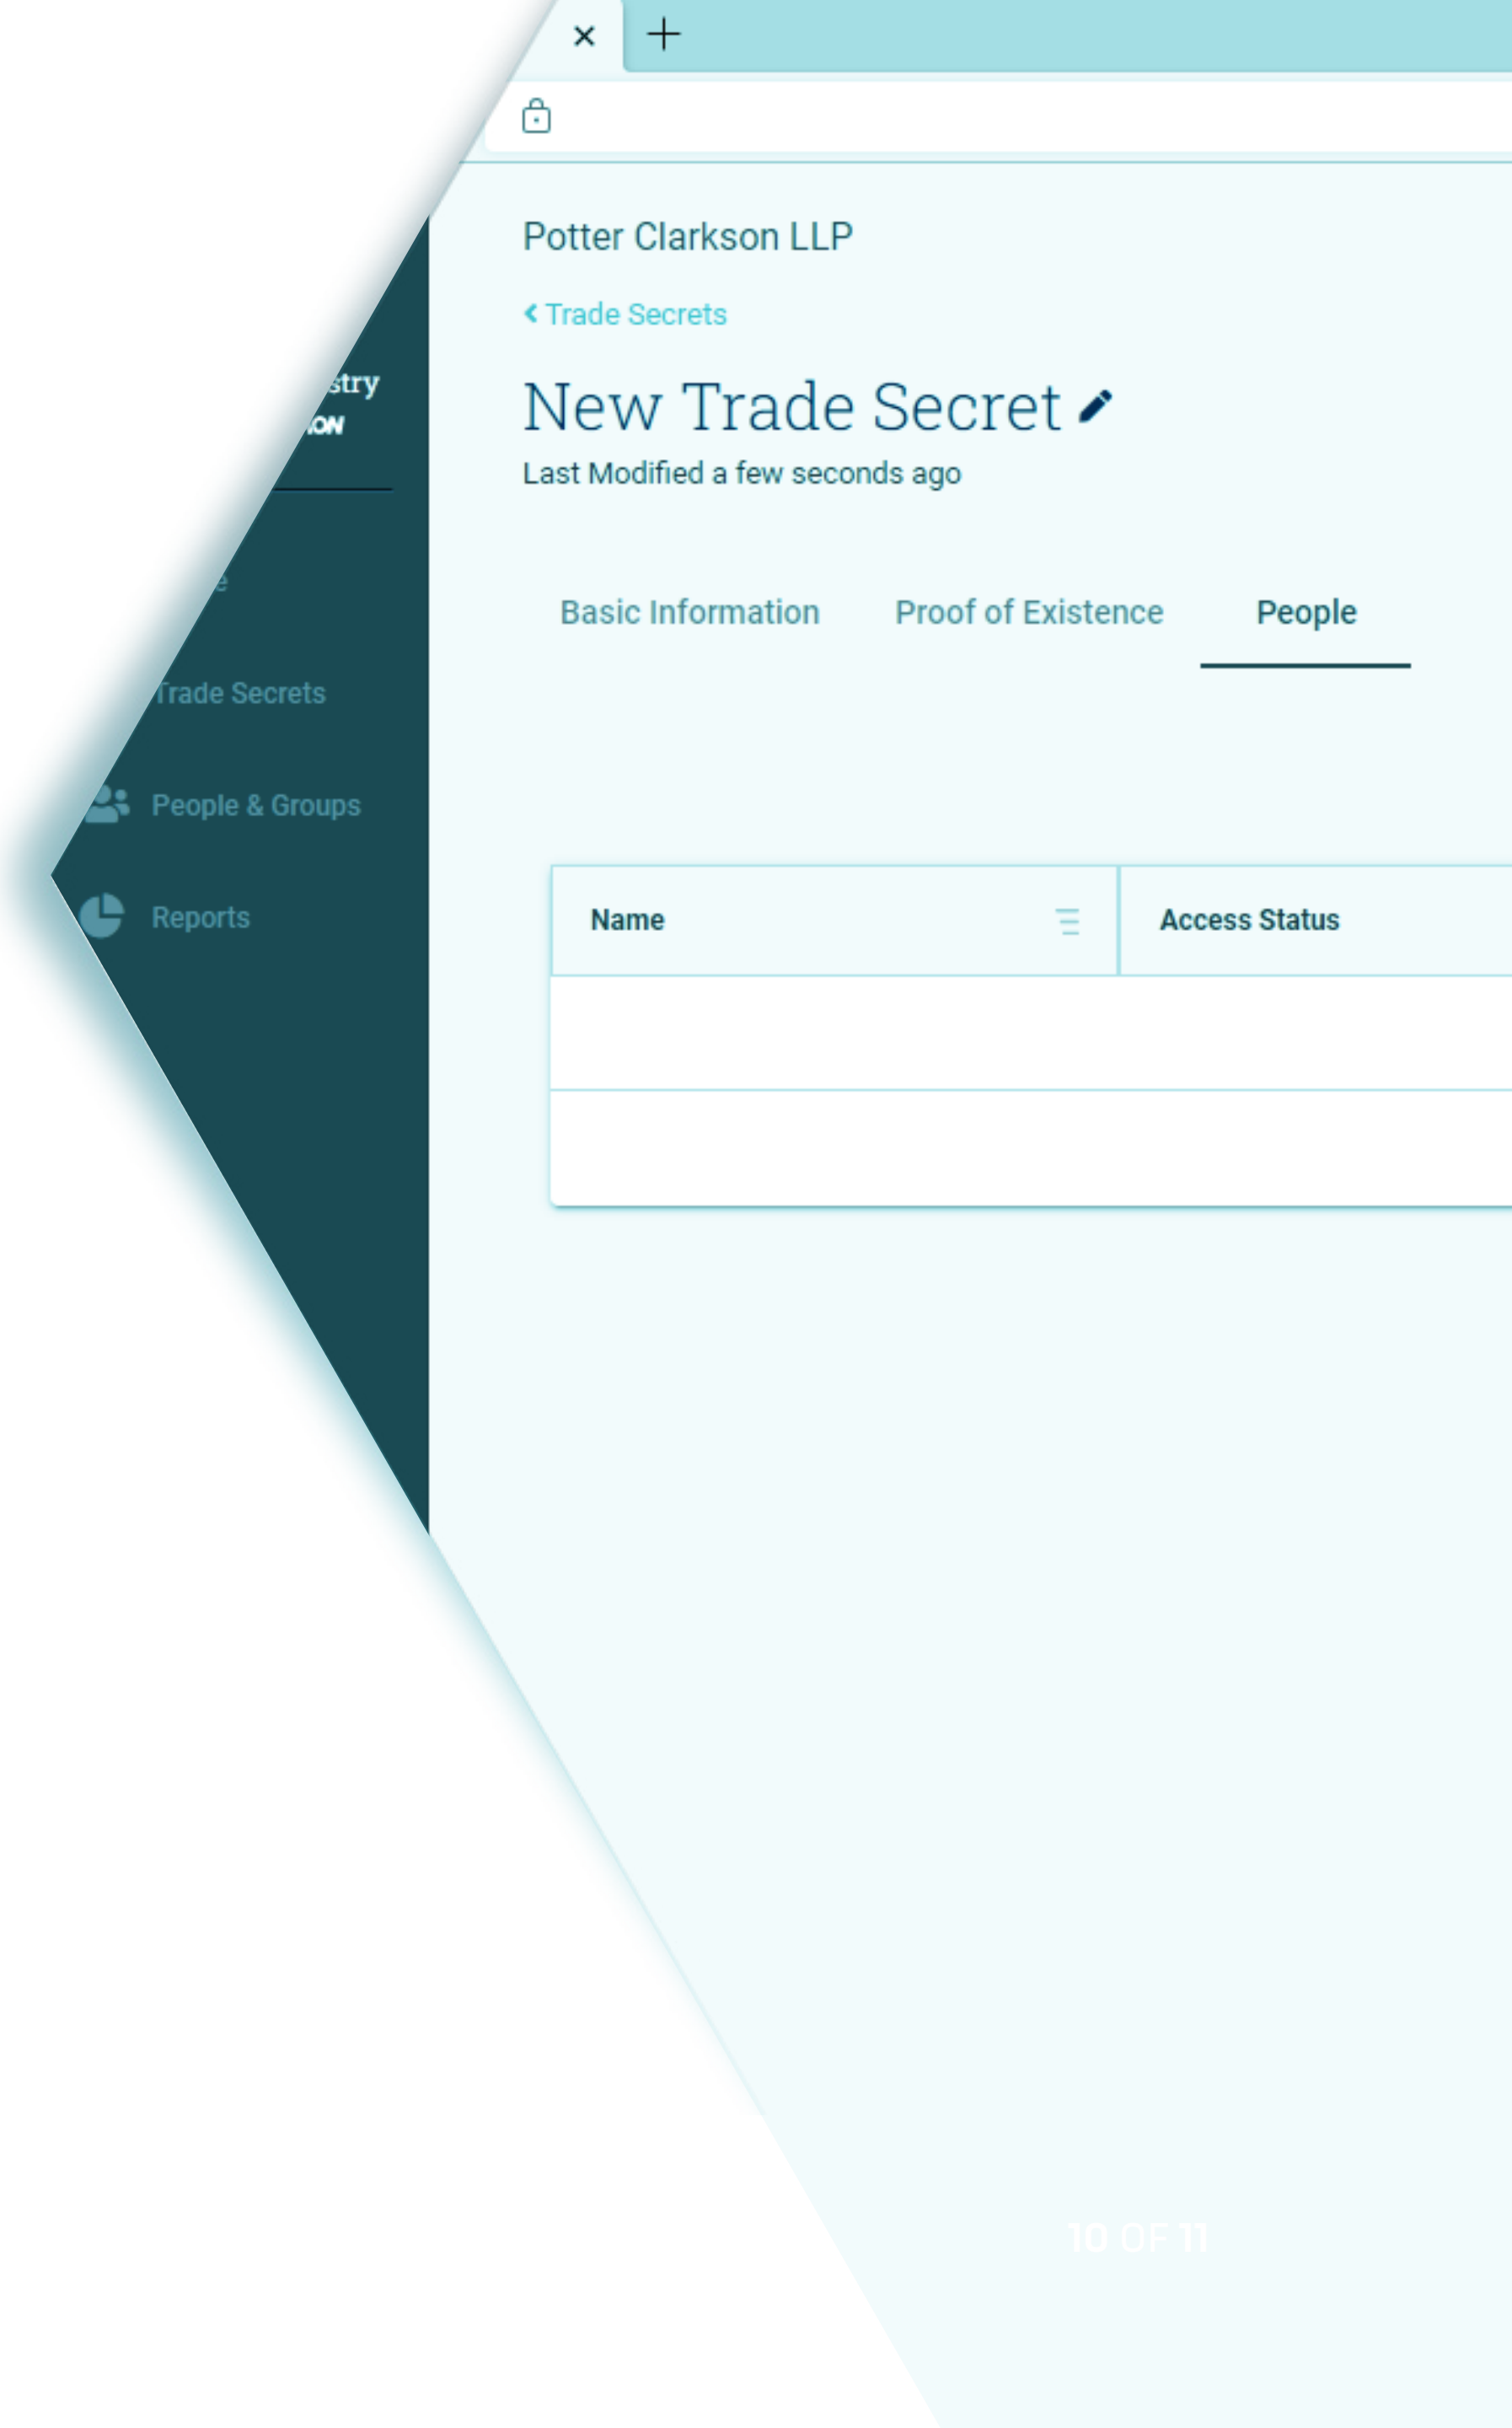 Potter Clarkson LLP
Trade Secrets
New Trade Secret
Last Modified a few seconds ago
Basic Information Proof of Existence People
Trade Secrets
People & Groups
Reports
Name Access Status
10 OF 11